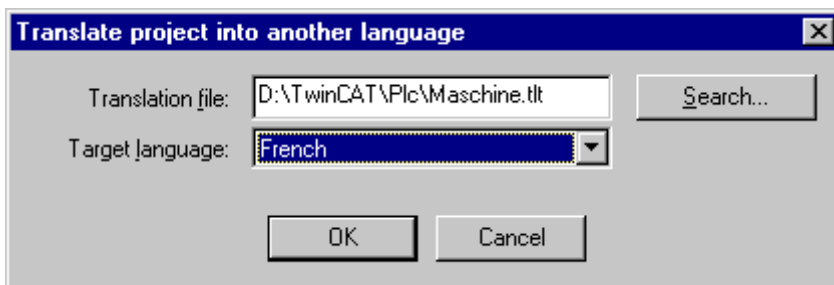 Translate project into another language
Translation file: D:\TwinCAT\Plc\Maschine.tlt Search...
Target language: French
OK Cancel